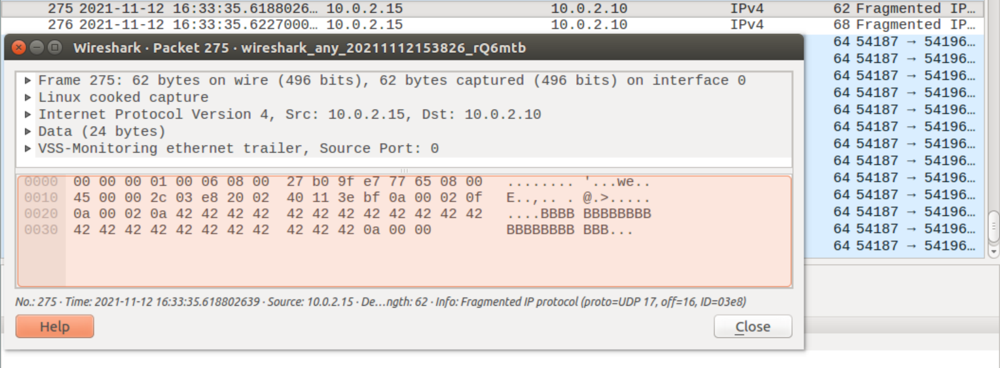 275 2021-11-12 16:33:35.6188026… 10.0.2.15 10.0.2.10 IPv4 62 Fragmented IP…
276 2021-11-12 16:33:35.6227000… 10.0.2.15 10.0.2.10 IPv4 68 Fragmented IP…
Wireshark · Packet 275 · wireshark_any_20211112153826_rQ6mtb
64 54187 → 54196…
64 54187 → 54196…
64 54187 → 54196…
64 54187 → 54196…
64 54187 → 54196…
64 54187 → 54196…
64 54187 → 54196…
64 54187 → 54196…
64 54187 → 54196…
64 54187 → 54196…
64 54187 → 54196…
64 54187 → 54196…
64 54187 → 54196…
Frame 275: 62 bytes on wire (496 bits), 62 bytes captured (496 bits) on interface 0
Linux cooked capture
Internet Protocol Version 4, Src: 10.0.2.15, Dst: 10.0.2.10
Data (24 bytes)
VSS-Monitoring ethernet trailer, Source Port: 0
0000 00 00 00 01 00 06 08 00 27 b0 9f e7 77 65 08 00 ........ '...we..
0010 45 00 00 2c 03 e8 20 02 40 11 3e bf 0a 00 02 0f E..,.. . @.>.....
0020 0a 00 02 0a 42 42 42 42 42 42 42 42 42 42 42 42 ....BBBB BBBBBBBB
0030 42 42 42 42 42 42 42 42 42 42 42 0a 00 00 BBBBBBBB BBB...
No.: 275 · Time: 2021-11-12 16:33:35.618802639 · Source: 10.0.2.15 · De…ngth: 62 · Info: Fragmented IP protocol (proto=UDP 17, off=16, ID=03e8)
Help
Close